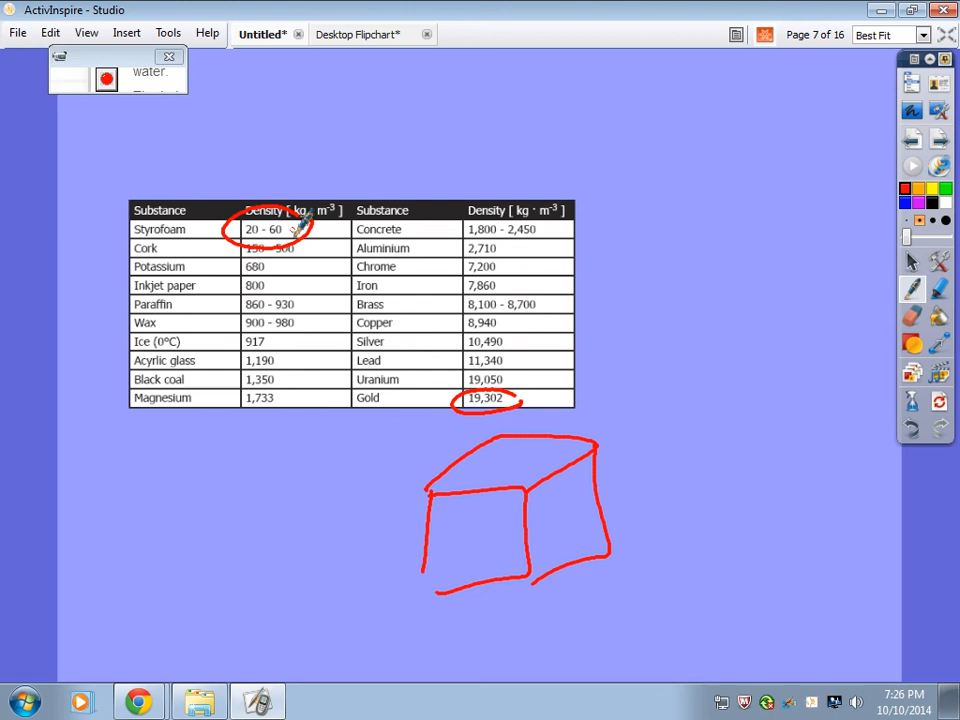 ActivInspire - Studio
File Edit View Insert Tools Help Untitled* Desktop Flipchart* Page 7 of 16 Best Fit
water.
Substance Density [ kg · m-3 ] Substance Density [ kg · m-3 ]
Styrofoam 20 - 60 Concrete 1,800 - 2,450
Cork 150 - 500 Aluminium 2,710
Potassium 680 Chrome 7,200
Inkjet paper 800 Iron 7,860
Paraffin 860 - 930 Brass 8,100 - 8,700
Wax 900 - 980 Copper 8,940
Ice (0°C) 917 Silver 10,490
Acyrlic glass 1,190 Lead 11,340
Black coal 1,350 Uranium 19,050
Magnesium 1,733 Gold 19,302
7:26 PM
10/10/2014